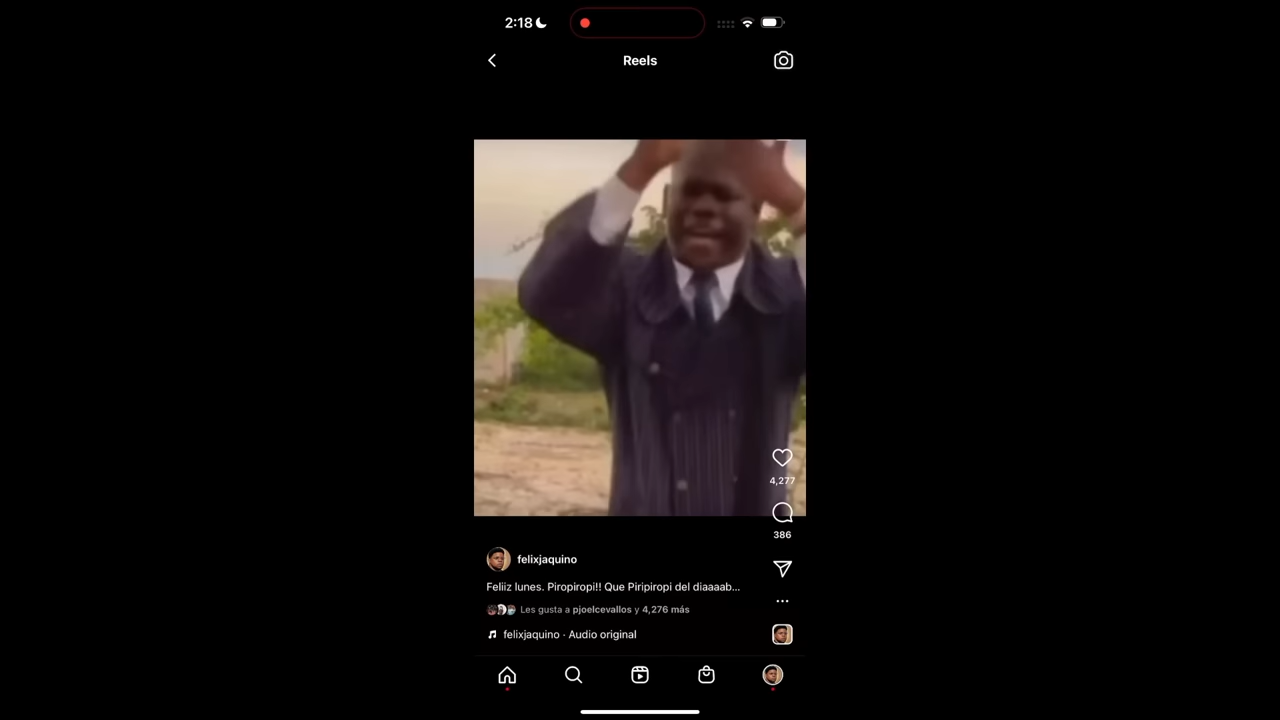 2:18
Reels
4,277
386
felixjaquino
Feliiz lunes. Piropiropi!! Que Piripiropi del diaaaab...
Les gusta a pjoelcevallos y 4,276 más
felixjaquino · Audio original